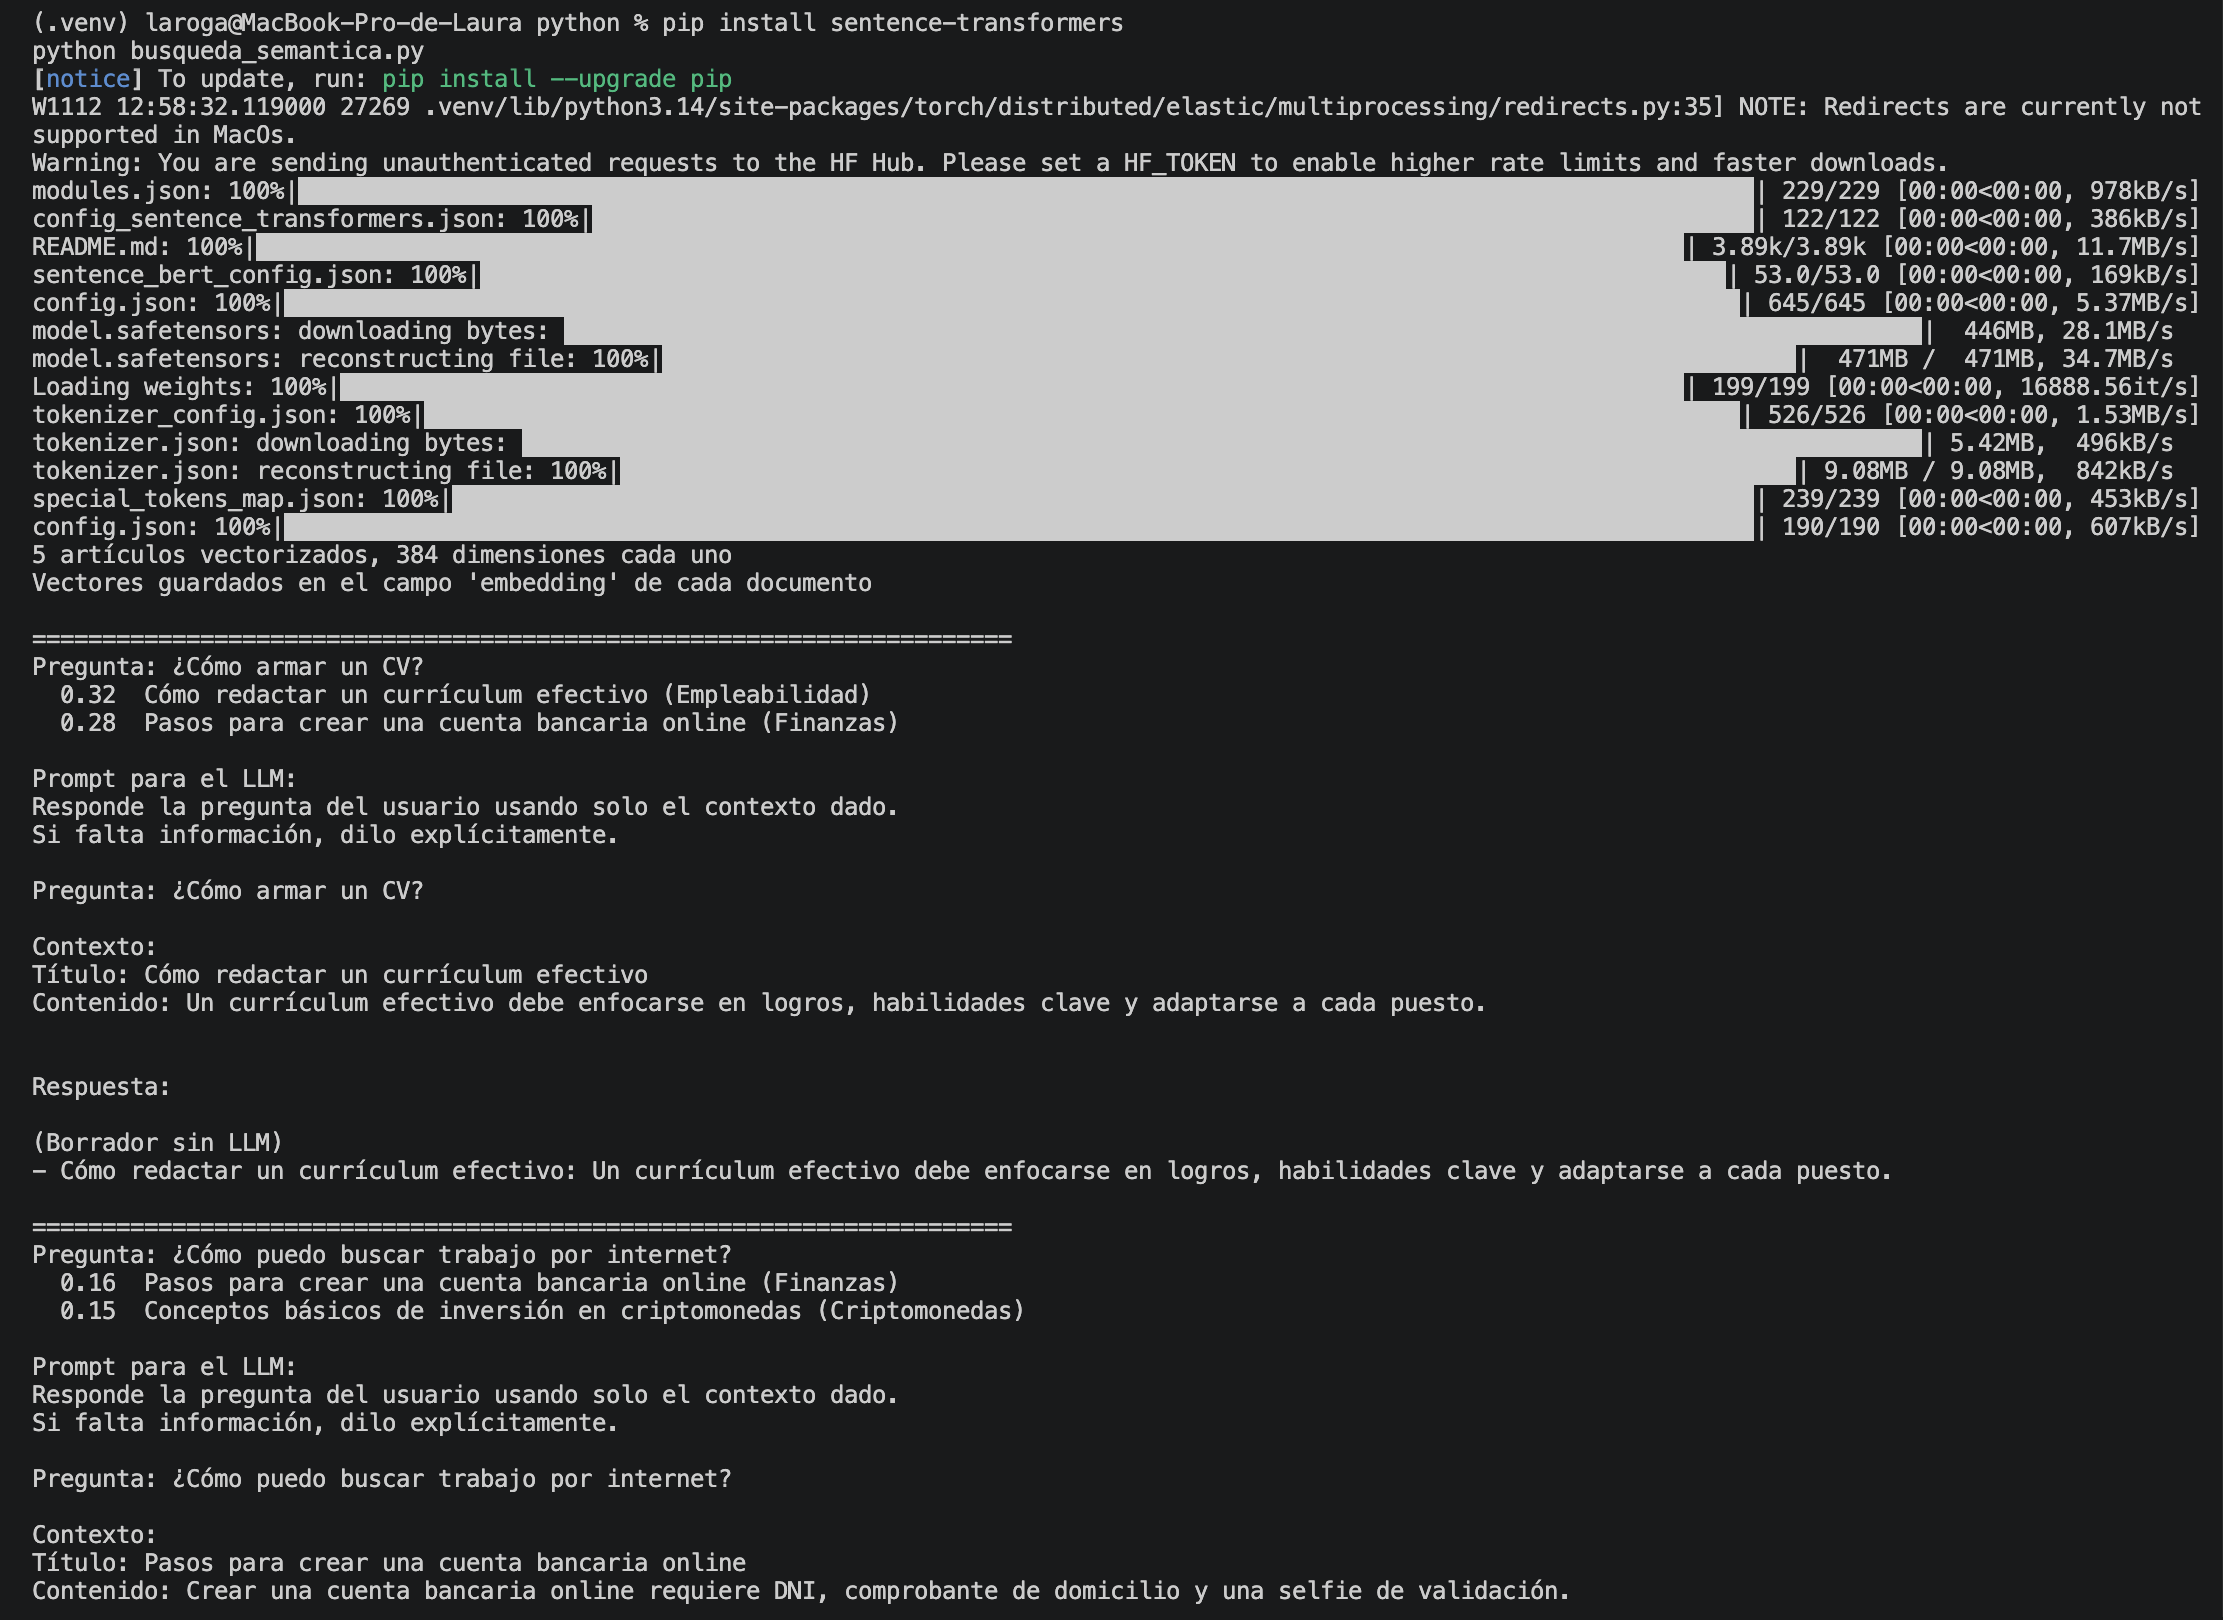 (.venv) laroga@MacBook-Pro-de-Laura python % pip install sentence-transformers
python busqueda_semantica.py
[notice] To update, run: pip install --upgrade pip
W1112 12:58:32.119000 27269 .venv/lib/python3.14/site-packages/torch/distributed/elastic/multiprocessing/redirects.py:35] NOTE: Redirects are currently not
supported in MacOs.
Warning: You are sending unauthenticated requests to the HF Hub. Please set a HF_TOKEN to enable higher rate limits and faster downloads.
modules.json: 100%| | 229/229 [00:00<00:00, 978kB/s]
config_sentence_transformers.json: 100%| | 122/122 [00:00<00:00, 386kB/s]
README.md: 100%| | 3.89k/3.89k [00:00<00:00, 11.7MB/s]
sentence_bert_config.json: 100%| | 53.0/53.0 [00:00<00:00, 169kB/s]
config.json: 100%| | 645/645 [00:00<00:00, 5.37MB/s]
model.safetensors: downloading bytes: | 446MB, 28.1MB/s
model.safetensors: reconstructing file: 100%| | 471MB / 471MB, 34.7MB/s
Loading weights: 100%| | 199/199 [00:00<00:00, 16888.56it/s]
tokenizer_config.json: 100%| | 526/526 [00:00<00:00, 1.53MB/s]
tokenizer.json: downloading bytes: | 5.42MB, 496kB/s
tokenizer.json: reconstructing file: 100%| | 9.08MB / 9.08MB, 842kB/s
special_tokens_map.json: 100%| | 239/239 [00:00<00:00, 453kB/s]
config.json: 100%| | 190/190 [00:00<00:00, 607kB/s]
5 artículos vectorizados, 384 dimensiones cada uno
Vectores guardados en el campo 'embedding' de cada documento
======================================================================
Pregunta: ¿Cómo armar un CV?
0.32 Cómo redactar un currículum efectivo (Empleabilidad)
0.28 Pasos para crear una cuenta bancaria online (Finanzas)
Prompt para el LLM:
Responde la pregunta del usuario usando solo el contexto dado.
Si falta información, dilo explícitamente.
Pregunta: ¿Cómo armar un CV?
Contexto:
Título: Cómo redactar un currículum efectivo
Contenido: Un currículum efectivo debe enfocarse en logros, habilidades clave y adaptarse a cada puesto.
Respuesta:
(Borrador sin LLM)
- Cómo redactar un currículum efectivo: Un currículum efectivo debe enfocarse en logros, habilidades clave y adaptarse a cada puesto.
======================================================================
Pregunta: ¿Cómo puedo buscar trabajo por internet?
0.16 Pasos para crear una cuenta bancaria online (Finanzas)
0.15 Conceptos básicos de inversión en criptomonedas (Criptomonedas)
Prompt para el LLM:
Responde la pregunta del usuario usando solo el contexto dado.
Si falta información, dilo explícitamente.
Pregunta: ¿Cómo puedo buscar trabajo por internet?
Contexto:
Título: Pasos para crear una cuenta bancaria online
Contenido: Crear una cuenta bancaria online requiere DNI, comprobante de domicilio y una selfie de validación.